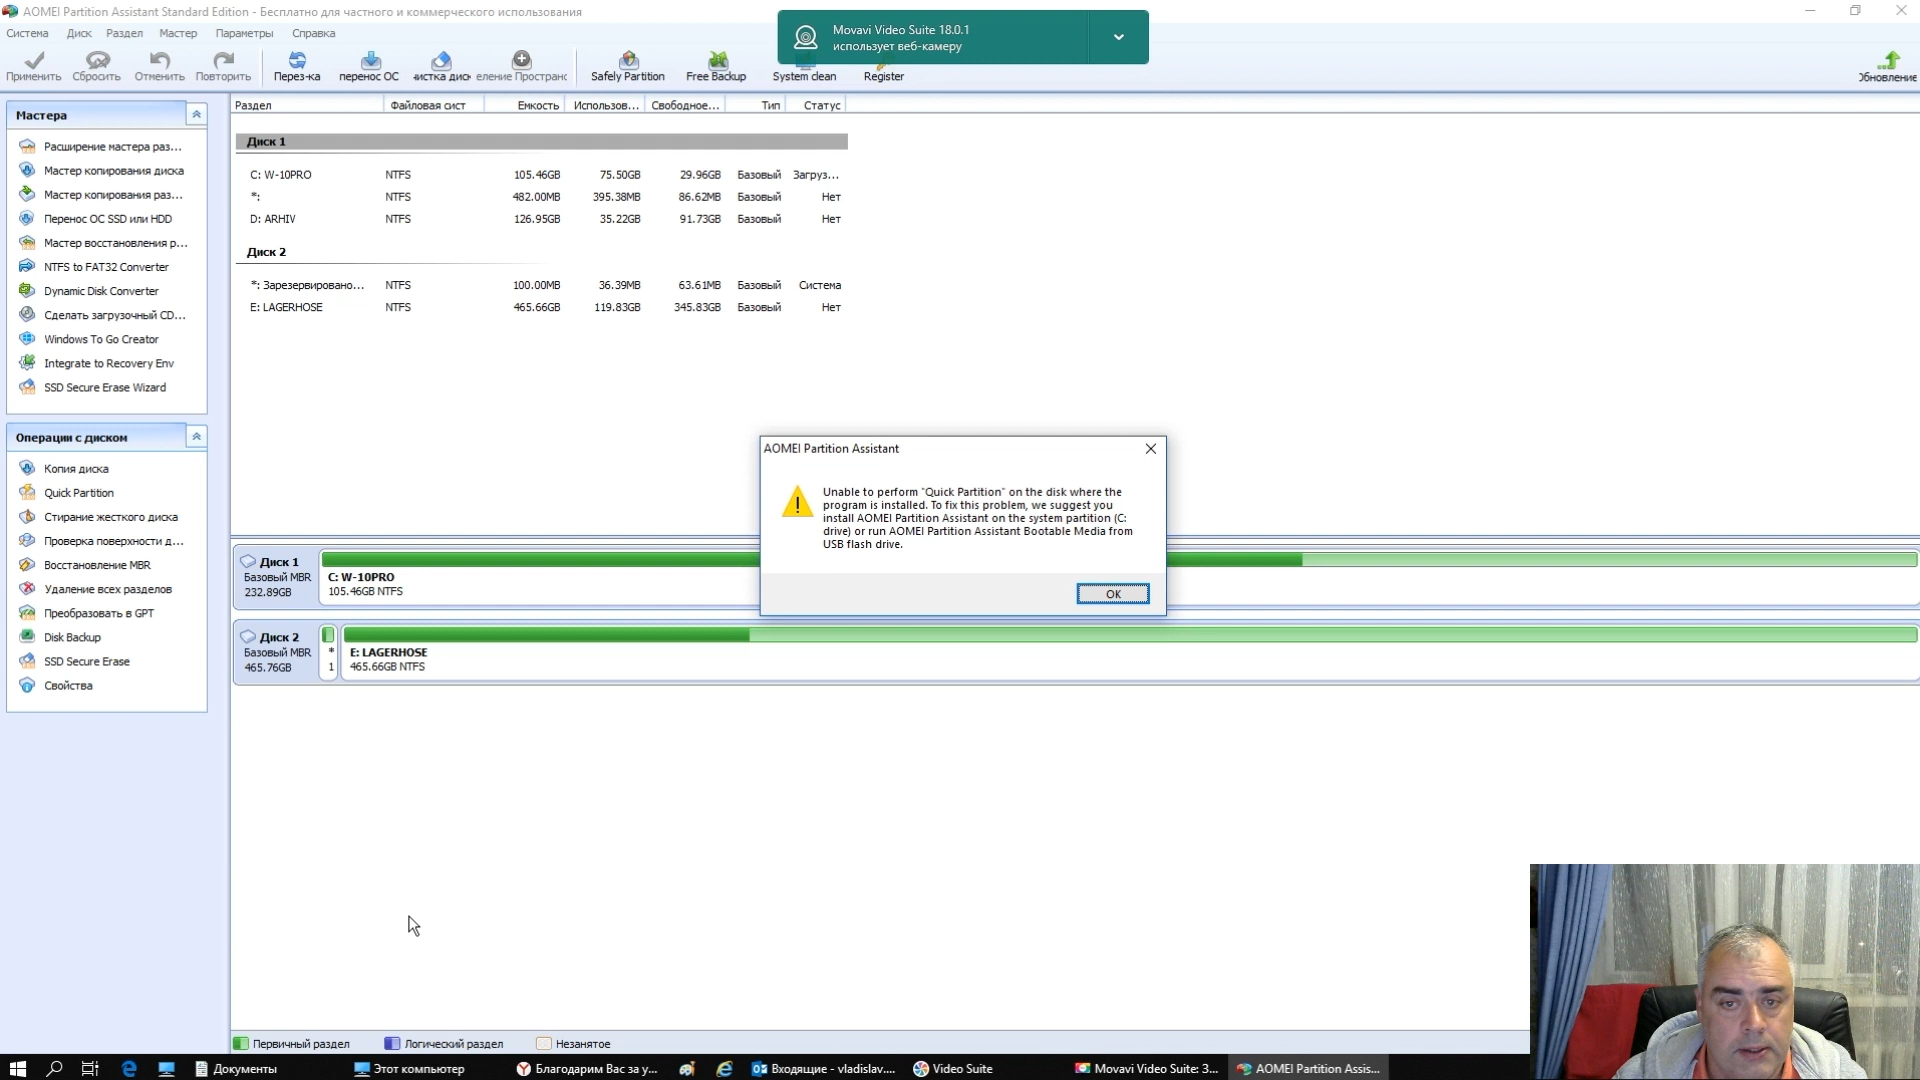 AOMEI Partition Assistant Standard Edition - Бесплатно для частного и коммерческого использования
Movavi Video Suite 18.0.1
использует веб-камеру
Система Диск Раздел Мастер Параметры Справка
Применить Сбросить Отменить Повторить Перез-ка перенос ОС истка диск еление Простран Safely Partition Free Backup System clean Register Обновление
Мастера
Расширение мастера раз...
Мастер копирования диска
Мастер копирования раз...
Перенос ОС SSD или HDD
Мастер восстановления р...
NTFS to FAT32 Converter
Dynamic Disk Converter
Сделать загрузочный CD...
Windows To Go Creator
Integrate to Recovery Env
SSD Secure Erase Wizard
Операции с диском
Копия диска
Quick Partition
Стирание жесткого диска
Проверка поверхности д...
Восстановление MBR
Удаление всех разделов
Преобразовать в GPT
Disk Backup
SSD Secure Erase
Свойства
Раздел Файловая сист Емкость Использов... Свободное... Тип Статус
Диск 1
C: W-10PRO NTFS 105.46GB 75.50GB 29.96GB Базовый Загруз...
*: NTFS 482.00MB 395.38MB 86.62MB Базовый Нет
D: ARHIV NTFS 126.95GB 35.22GB 91.73GB Базовый Нет
Диск 2
*: Зарезервировано... NTFS 100.00MB 36.39MB 63.61MB Базовый Система
E: LAGERHOSE NTFS 465.66GB 119.83GB 345.83GB Базовый Нет
AOMEI Partition Assistant
Unable to perform "Quick Partition" on the disk where the
program is installed. To fix this problem, we suggest you
install AOMEI Partition Assistant on the system partition (C:
drive) or run AOMEI Partition Assistant Bootable Media from
USB flash drive.
OK
Диск 1
Базовый MBR
232.89GB
C: W-10PRO
105.46GB NTFS
Диск 2
Базовый MBR
465.76GB
*
1
E: LAGERHOSE
465.66GB NTFS
Первичный раздел Логический раздел Незанятое
Документы Этот компьютер Благодарим Вас за у... Входящие - vladislav.... Video Suite Movavi Video Suite: З... AOMEI Partition Assis...